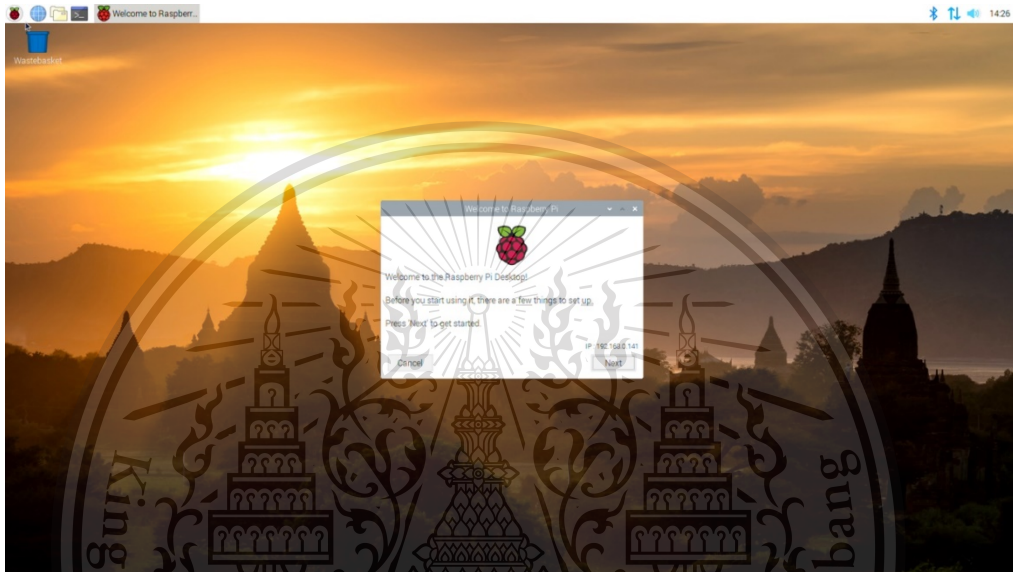 Welcome to Raspberr...
14:26
Wastebasket
Welcome to Raspberry Pi
Welcome to the Raspberry Pi Desktop!
Before you start using it, there are a few things to set up.
Press 'Next' to get started.
IP : 192.168.0.141
Cancel
Next
King
bang